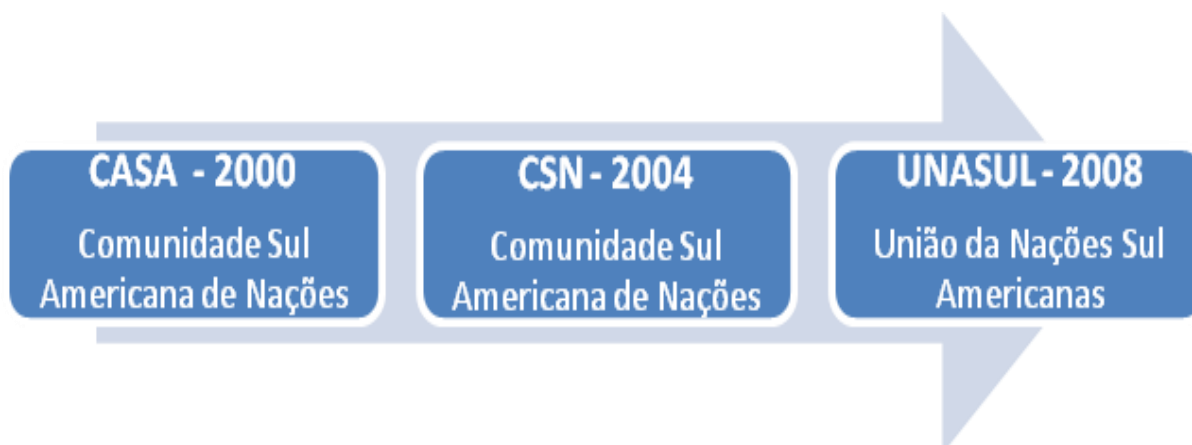 CASA - 2000
Comunidade Sul
Americana de Nações
CSN - 2004
Comunidade Sul
Americana de Nações
UNASUL - 2008
União da Nações Sul
Americanas